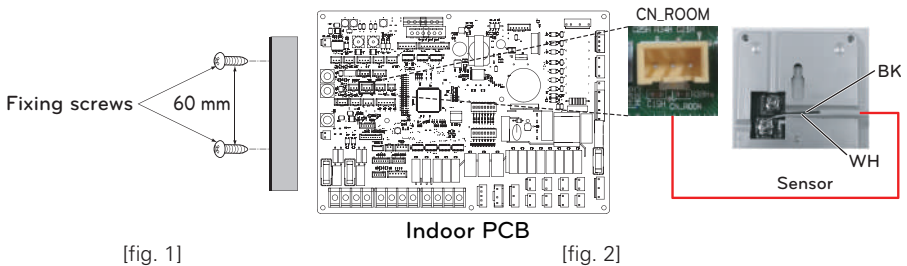 CN_ROOM
BK
Fixing screws
60 mm
WH
Sensor
Indoor PCB
[fig. 1]
[fig. 2]